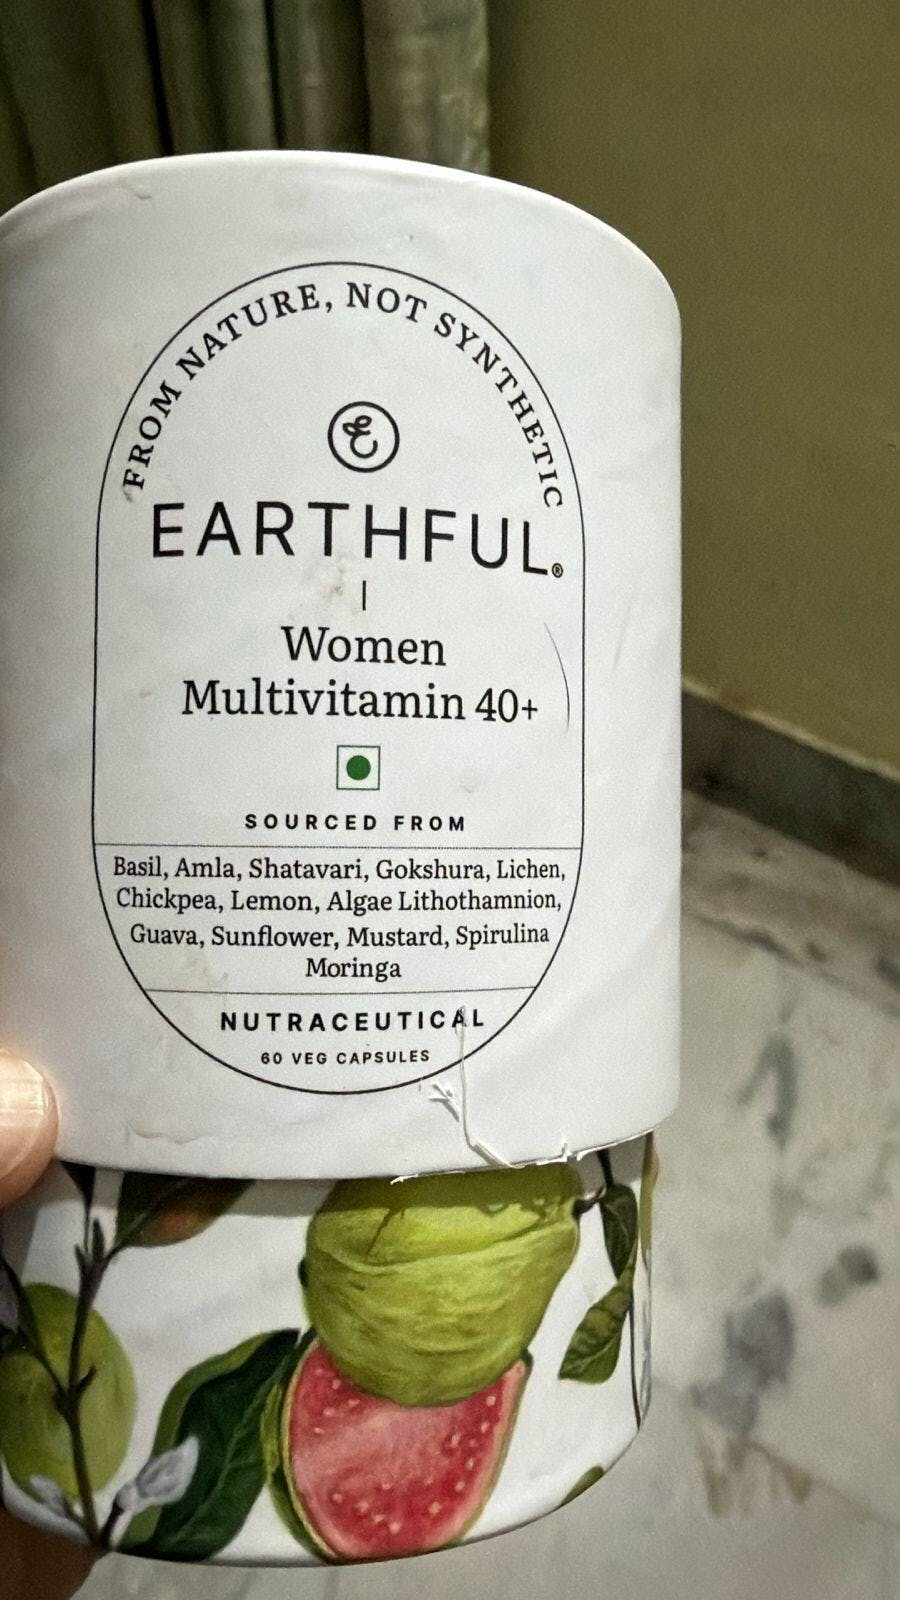 FROM NATURE, NOT SYNTHETIC
EARTHFUL®
Women
Multivitamin 40+
SOURCED FROM
Basil, Amla, Shatavari, Gokshura, Lichen,
Chickpea, Lemon, Algae Lithothamnion,
Guava, Sunflower, Mustard, Spirulina
Moringa
NUTRACEUTICAL
60 VEG CAPSULES